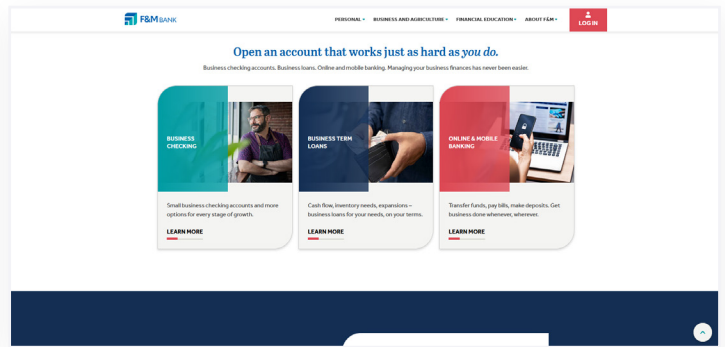 F&M BANK
PERSONAL
BUSINESS AND AGRICULTURE
FINANCIAL EDUCATION
ABOUT F&M
LOG IN
Open an account that works just as hard as you do.
Business checking accounts. Business loans. Online and mobile banking. Managing your business finances has never been easier.
BUSINESS
CHECKING
Small business checking accounts and more
options for every stage of growth.
LEARN MORE
BUSINESS TERM
LOANS
Cash flow, inventory needs, expansions –
business loans for your needs, on your terms.
LEARN MORE
ONLINE & MOBILE
BANKING
Transfer funds, pay bills, make deposits. Get
business done whenever, wherever.
LEARN MORE